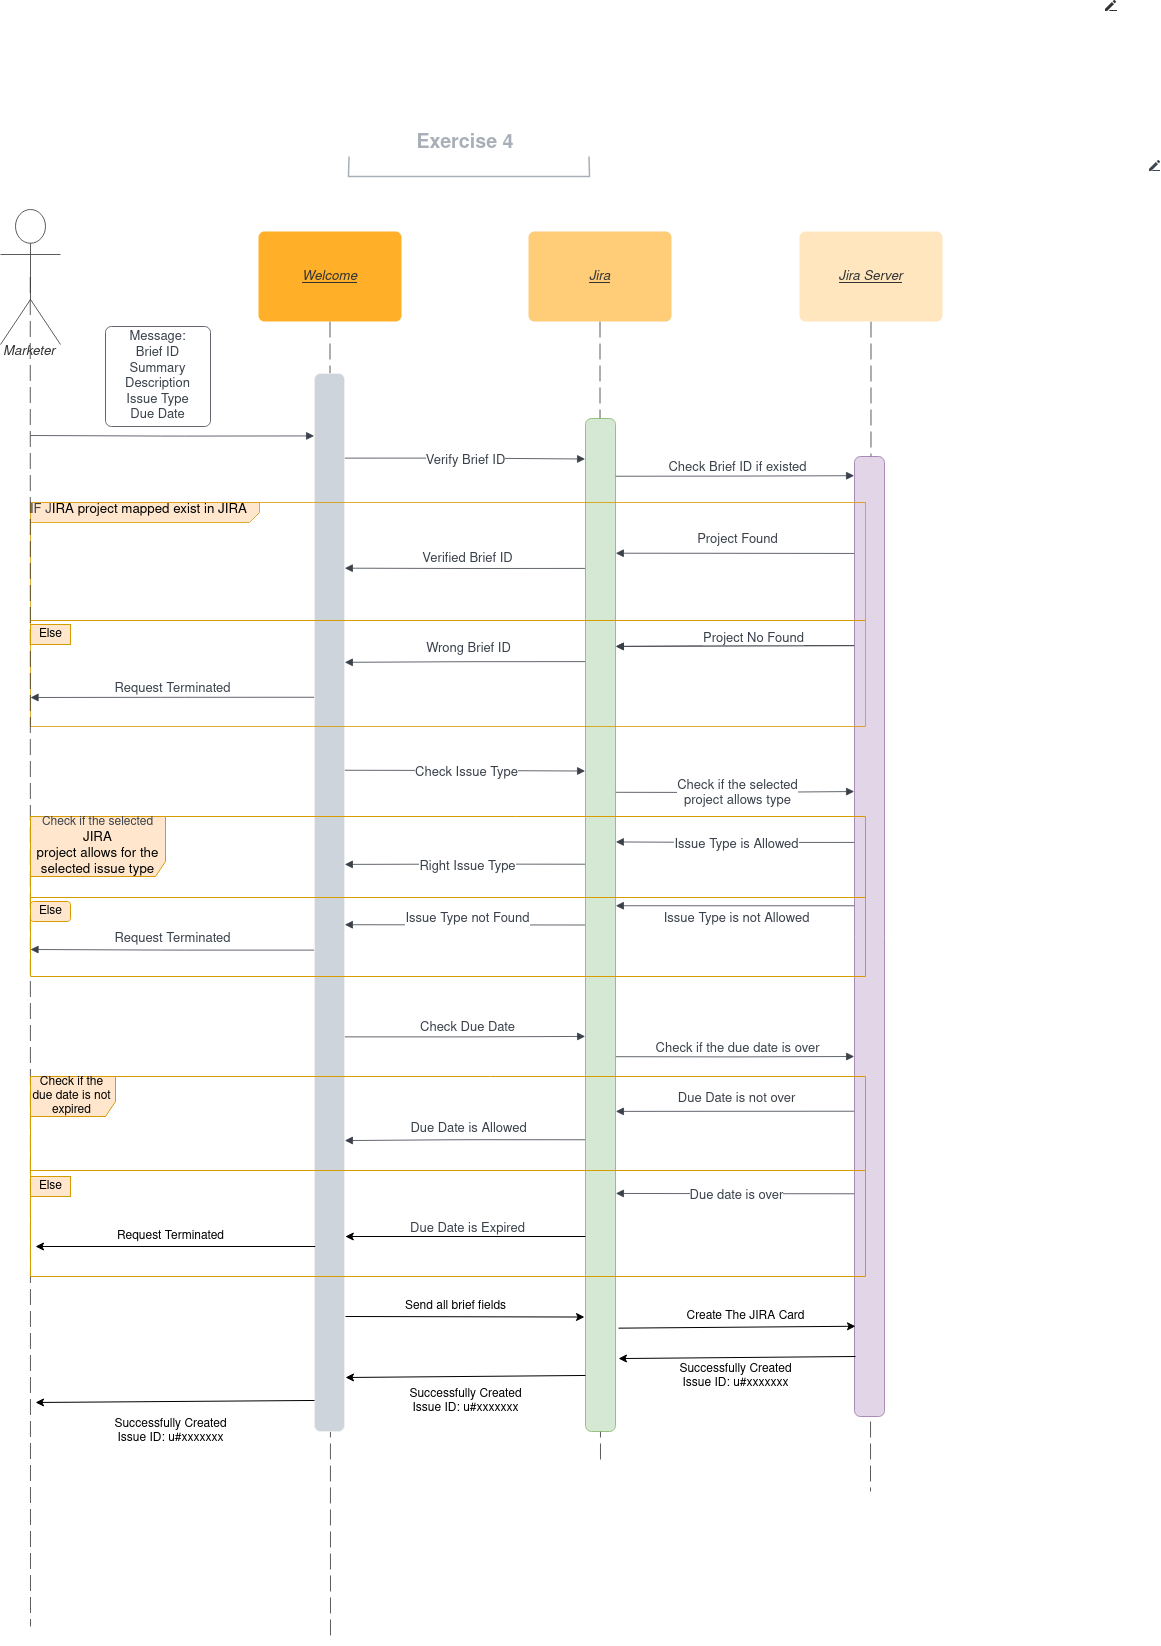 Exercise 4
Welcome
Jira
Jira Server
Marketer
Message:
Brief ID
Summary
Description
Issue Type
Due Date
Verify Brief ID
Check Brief ID if existed
IF JIRA project mapped exist in JIRA
Project Found
Verified Brief ID
Else
Project No Found
Wrong Brief ID
Request Terminated
Check Issue Type
Check if the selected
project allows type
Check if the selected
JIRA
project allows for the
selected issue type
Issue Type is Allowed
Right Issue Type
Else
Issue Type not Found
Issue Type is not Allowed
Request Terminated
Check Due Date
Check if the due date is over
Check if the
due date is not
expired
Due Date is not over
Due Date is Allowed
Else
Due date is over
Due Date is Expired
Request Terminated
Send all brief fields
Create The JIRA Card
Successfully Created
Issue ID: u#xxxxxxx
Successfully Created
Issue ID: u#xxxxxxx
Successfully Created
Issue ID: u#xxxxxxx